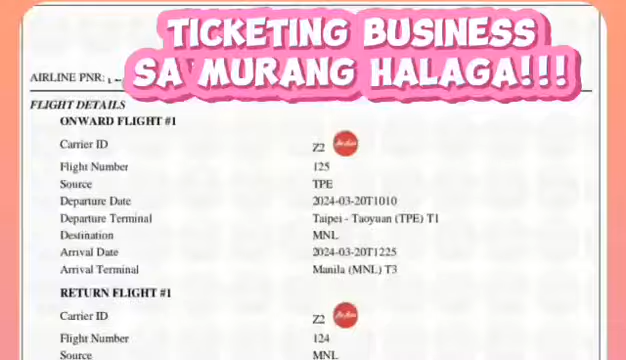 TICKETING BUSINESS
SA MURANG HALAGA!!!
AIRLINE PNR:
FLIGHT DETAILS
ONWARD FLIGHT #1
Carrier ID Z2
Flight Number 125
Source TPE
Departure Date 2024-03-20T1010
Departure Terminal Taipei - Taoyuan (TPE) T1
Destination MNL
Arrival Date 2024-03-20T1225
Arrival Terminal Manila (MNL) T3
RETURN FLIGHT #1
Carrier ID Z2
Flight Number 124
Source MNL